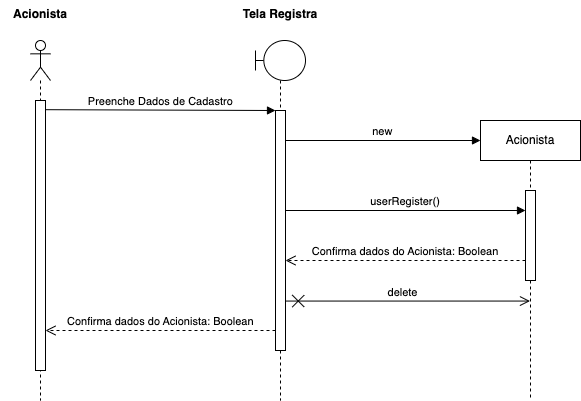 Acionista
Tela Registra
Preenche Dados de Cadastro
new
Acionista
userRegister()
Confirma dados do Acionista: Boolean
delete
Confirma dados do Acionista: Boolean